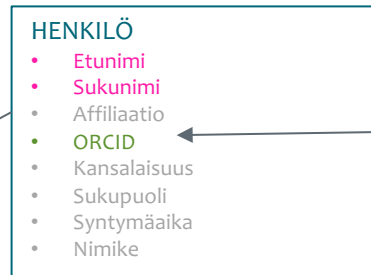 HENKILÖ
• Etunimi
• Sukunimi
• Affiliaatio
• ORCID
• Kansalaisuus
• Sukupuoli
• Syntymäaika
• Nimike